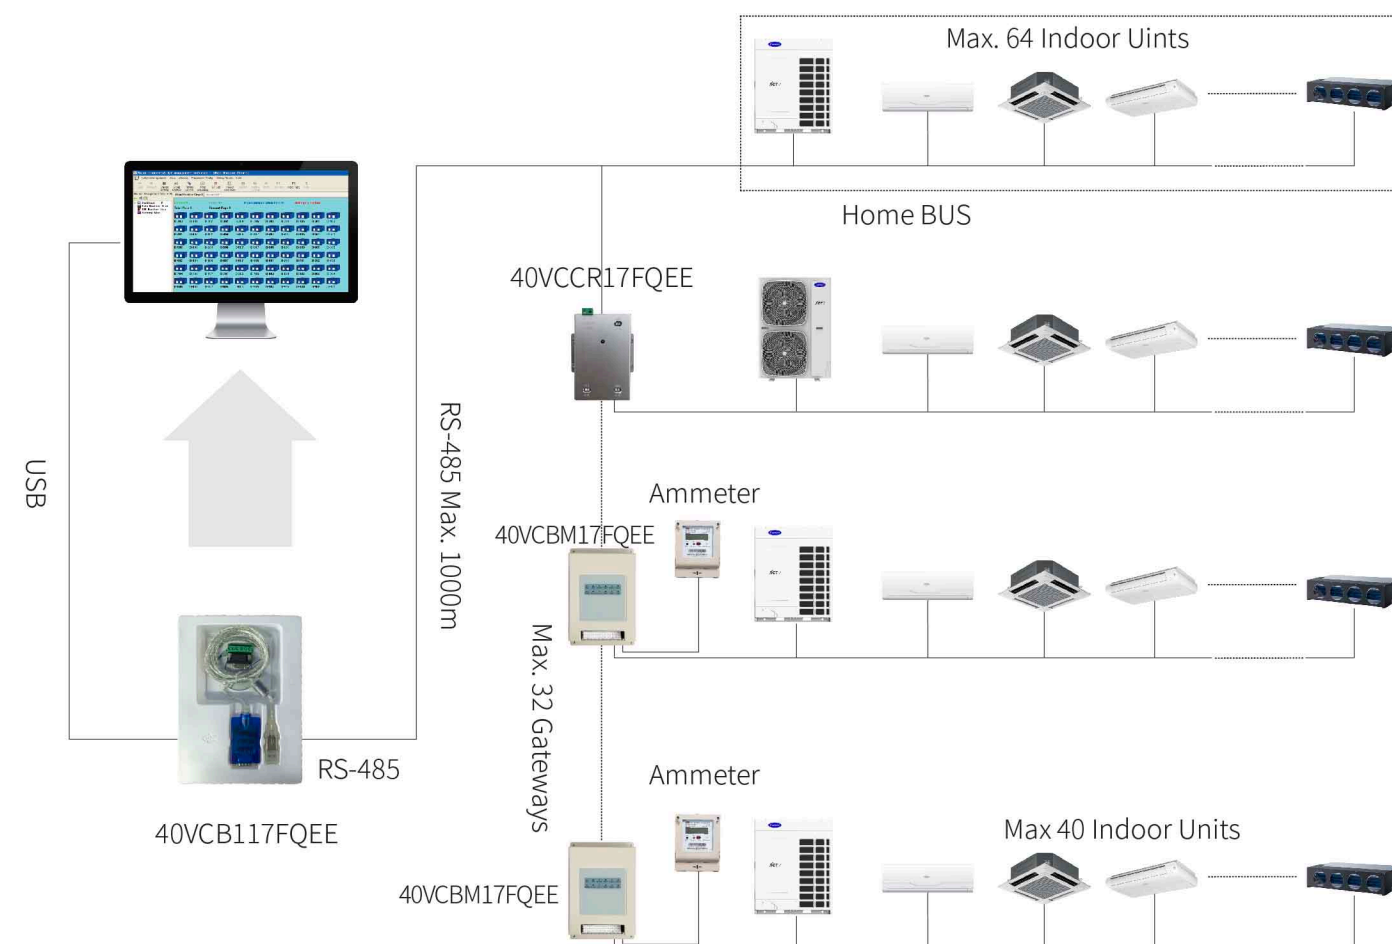 Max. 64 Indoor Uints
Home BUS
40VCCR17FQEE
USB
RS-485 Max. 1000m
Ammeter
40VCBM17FQEE
Max. 32 Gateways
RS-485
40VCB117FQEE
Ammeter
Max 40 Indoor Units
40VCBM17FQEE